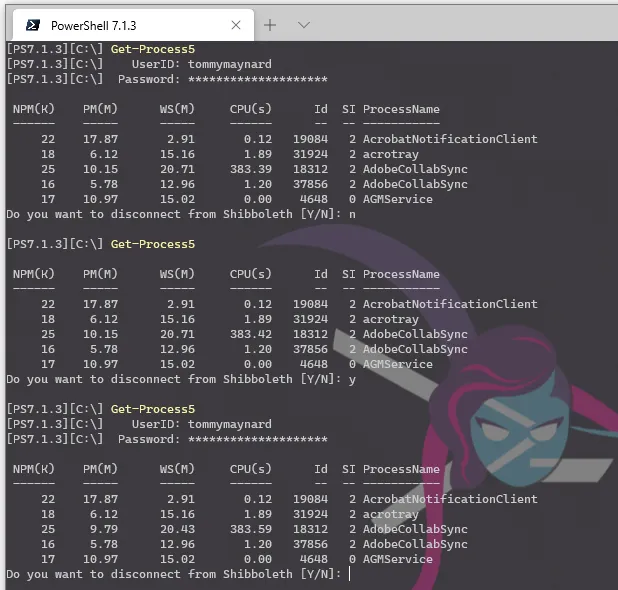 PowerShell 7.1.3
[PS7.1.3][C:\] Get-Process5
[PS7.1.3][C:\]    UserID: tommymaynard
[PS7.1.3][C:\]  Password: ********************
NPM(K)    PM(M)      WS(M)     CPU(s)      Id  SI ProcessName
------    -----      -----     ------      --  -- -----------
    22    17.87       2.91       0.12   19084   2 AcrobatNotificationClient
    18     6.12      15.16       1.89   31924   2 acrotray
    25    10.15      20.71     383.39   18312   2 AdobeCollabSync
    16     5.78      12.96       1.20   37856   2 AdobeCollabSync
    17    10.97      15.02       0.00    4648   0 AGMService
Do you want to disconnect from Shibboleth [Y/N]: n
[PS7.1.3][C:\] Get-Process5
NPM(K)    PM(M)      WS(M)     CPU(s)      Id  SI ProcessName
------    -----      -----     ------      --  -- -----------
    22    17.87       2.91       0.12   19084   2 AcrobatNotificationClient
    18     6.12      15.16       1.89   31924   2 acrotray
    25    10.15      20.71     383.42   18312   2 AdobeCollabSync
    16     5.78      12.96       1.20   37856   2 AdobeCollabSync
    17    10.97      15.02       0.00    4648   0 AGMService
Do you want to disconnect from Shibboleth [Y/N]: y
[PS7.1.3][C:\] Get-Process5
[PS7.1.3][C:\]    UserID: tommymaynard
[PS7.1.3][C:\]  Password: ********************
NPM(K)    PM(M)      WS(M)     CPU(s)      Id  SI ProcessName
------    -----      -----     ------      --  -- -----------
    22    17.87       2.91       0.12   19084   2 AcrobatNotificationClient
    18     6.12      15.16       1.89   31924   2 acrotray
    25     9.79      20.43     383.59   18312   2 AdobeCollabSync
    16     5.78      12.96       1.20   37856   2 AdobeCollabSync
    17    10.97      15.02       0.00    4648   0 AGMService
Do you want to disconnect from Shibboleth [Y/N]: